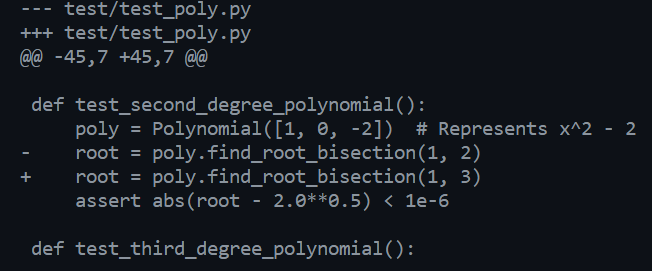 --- test/test_poly.py
+++ test/test_poly.py
@@ -45,7 +45,7 @@
 def test_second_degree_polynomial():
     poly = Polynomial([1, 0, -2])  # Represents x^2 - 2
-    root = poly.find_root_bisection(1, 2)
+    root = poly.find_root_bisection(1, 3)
     assert abs(root - 2.0**0.5) < 1e-6
 def test_third_degree_polynomial():